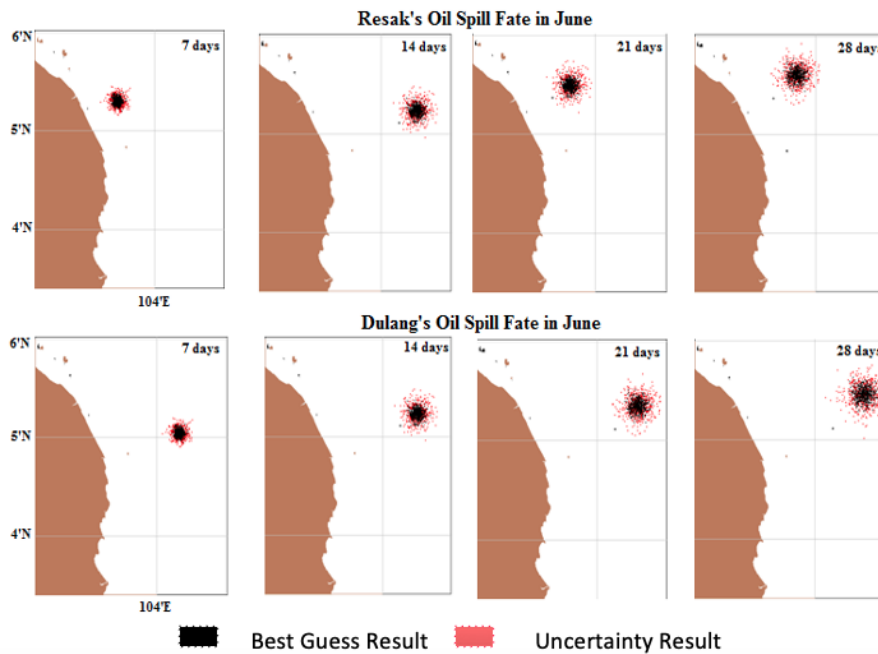 Resak's Oil Spill Fate in June
6'N
7 days
14 days
21 days
28 days
5'N
4'N
104'E
Dulang's Oil Spill Fate in June
6'N
7 days
14 days
21 days
28 days
5'N
4'N
104'E
Best Guess Result
Uncertainty Result